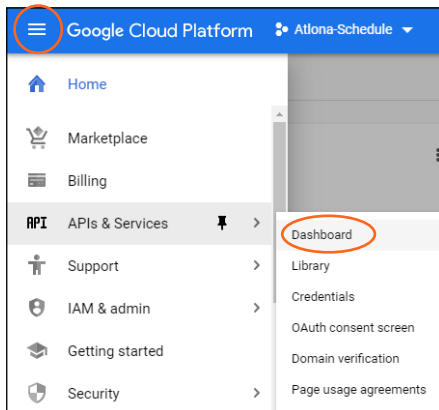 Google Cloud Platform Atlona-Schedule
Home
Marketplace
Billing
API APIs & Services
Dashboard
Support
Library
IAM & admin
Credentials
OAuth consent screen
Getting started
Domain verification
Security
Page usage agreements